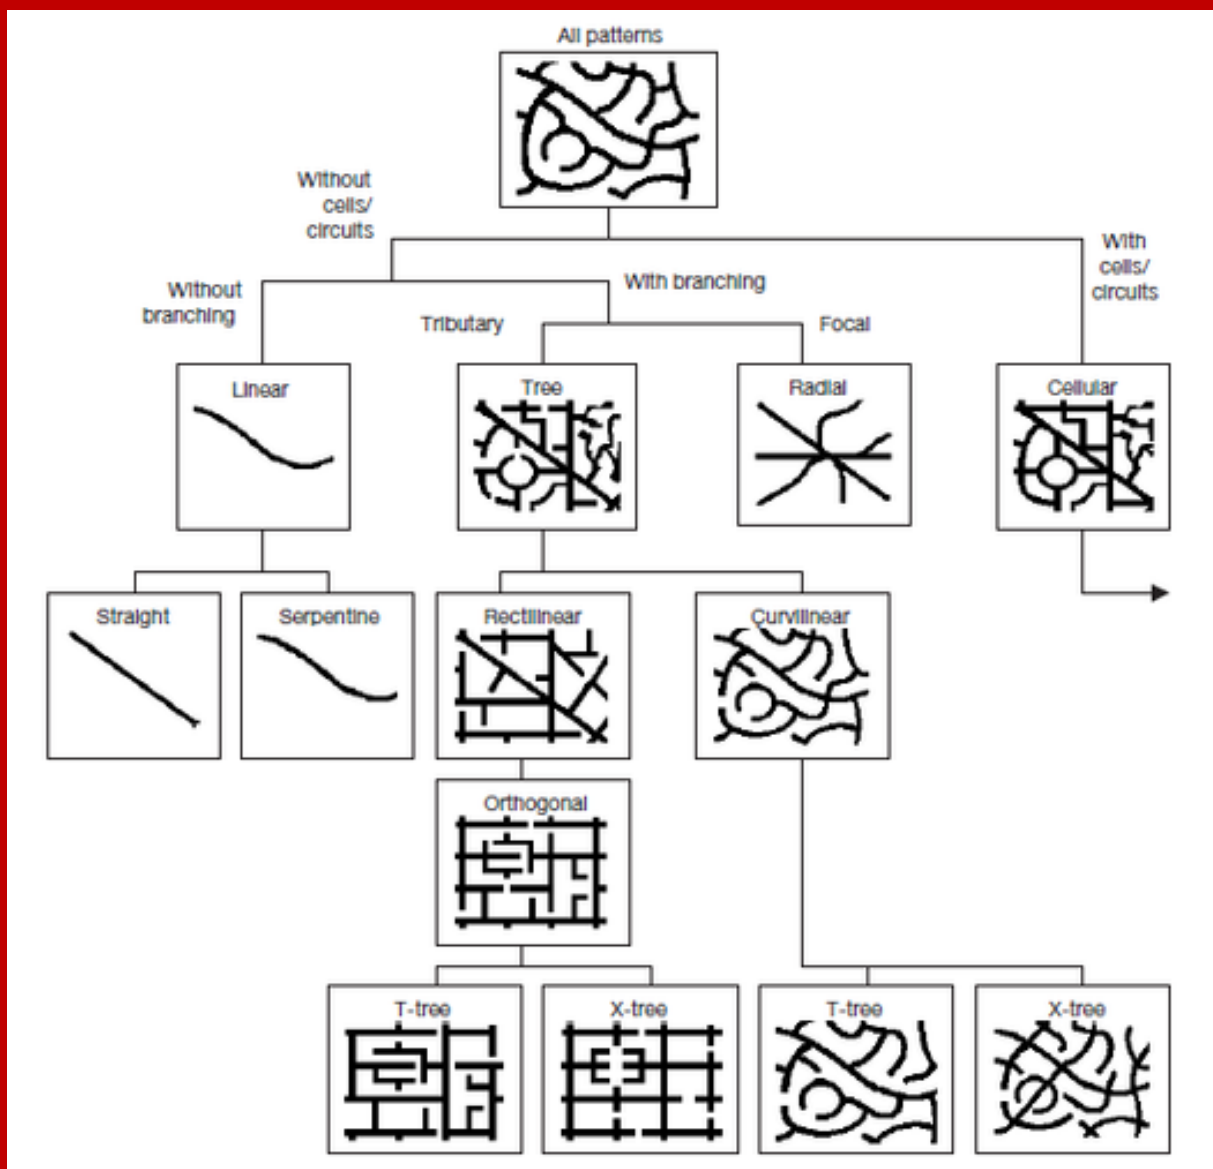 All patterns
Without
cells/
circuits
With
cells/
circuits
Without
branching
With branching
Tributary
Focal
Linear
Tree
Radial
Cellular
Straight
Serpentine
Rectilinear
Curvilinear
Orthogonal
T-tree
X-tree
T-tree
X-tree